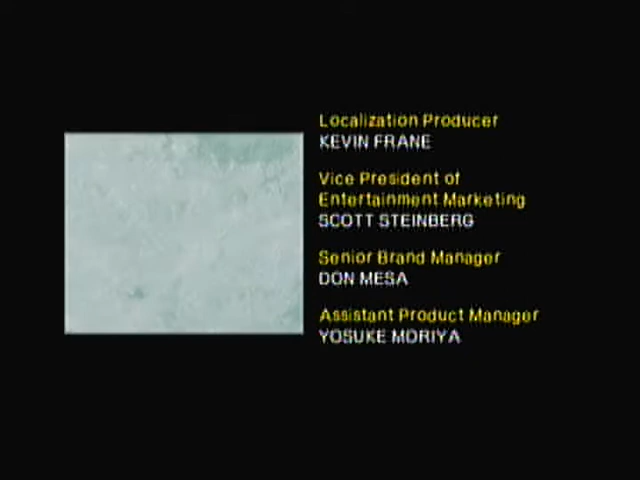 Localization Producer
KEVIN FRANE
Vice President of
Entertainment Marketing
SCOTT STEINBERG
Senior Brand Manager
DON MESA
Assistant Product Manager
YOSUKE MORIYA